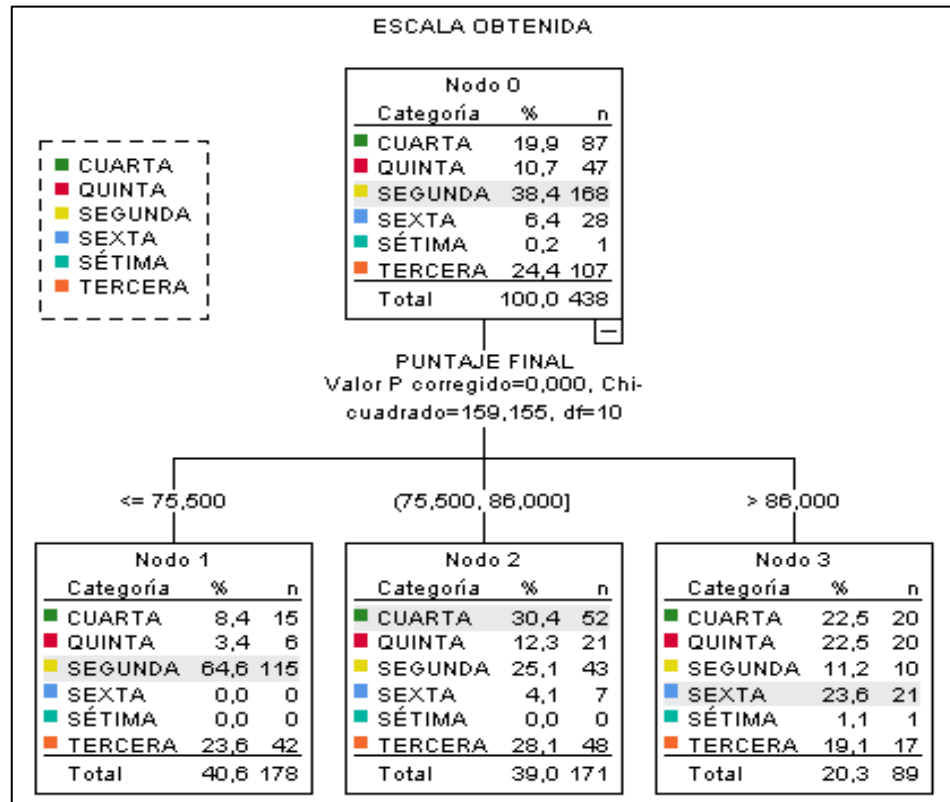 ESCALA OBTENIDA
CUARTA
QUINTA
SEGUNDA
SEXTA
SÉTIMA
TERCERA
Nodo 0
Categoría % n
CUARTA 19,9 87
QUINTA 10,7 47
SEGUNDA 38,4 168
SEXTA 6,4 28
SÉTIMA 0,2 1
TERCERA 24,4 107
Total 100,0 438
PUNTAJE FINAL
Valor P corregido=0,000, Chi-
cuadrado=159,155, df=10
<= 75,500
(75,500, 86,000]
> 86,000
Nodo 1
Categoría % n
CUARTA 8,4 15
QUINTA 3,4 6
SEGUNDA 64,6 115
SEXTA 0,0 0
SÉTIMA 0,0 0
TERCERA 23,6 42
Total 40,6 178
Nodo 2
Categoría % n
CUARTA 30,4 52
QUINTA 12,3 21
SEGUNDA 25,1 43
SEXTA 4,1 7
SÉTIMA 0,0 0
TERCERA 28,1 48
Total 39,0 171
Nodo 3
Categoría % n
CUARTA 22,5 20
QUINTA 22,5 20
SEGUNDA 11,2 10
SEXTA 23,6 21
SÉTIMA 1,1 1
TERCERA 19,1 17
Total 20,3 89